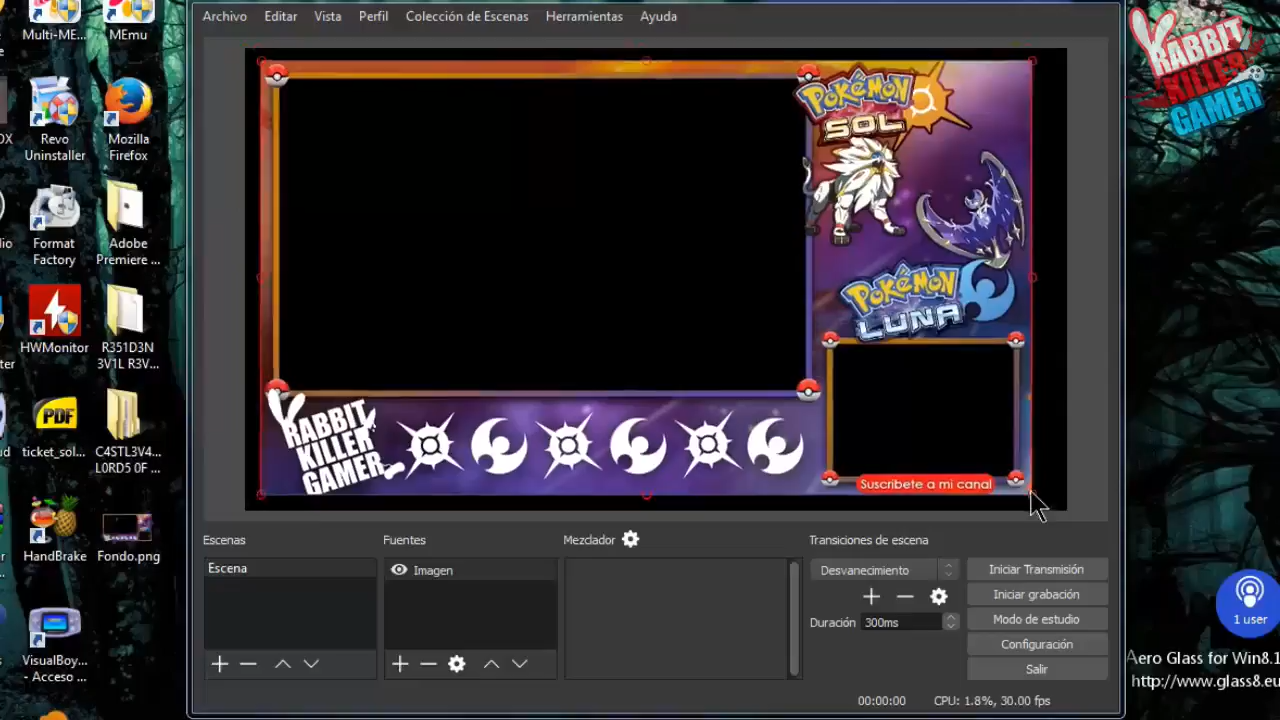 Archivo Editar Vista Perfil Colección de Escenas Herramientas Ayuda
Multi-ME...
MEmu
Revo
Uninstaller
Mozilla
Firefox
Format
Factory
Adobe
Premiere ...
HWMonitor
R351D3N
3V1L R3V...
ticket_sol...
C4STL3V4...
L0RD5 0F ...
HandBrake
Fondo.png
VisualBoy...
- Acceso ...
PDF
POKÉMON
SOL
POKÉMON
LUNA
RABBIT
KILLER
GAMER
Suscribete a mi canal
RABBIT
KILLER
GAMER
Escenas
Escena
Fuentes
Imagen
Mezclador
Transiciones de escena
Desvanecimiento
Duración 300ms
Iniciar Transmisión
Iniciar grabación
Modo de estudio
Configuración
Salir
00:00:00 CPU: 1.8%, 30.00 fps
1 user
Aero Glass for Win8.1
http://www.glass8.eu